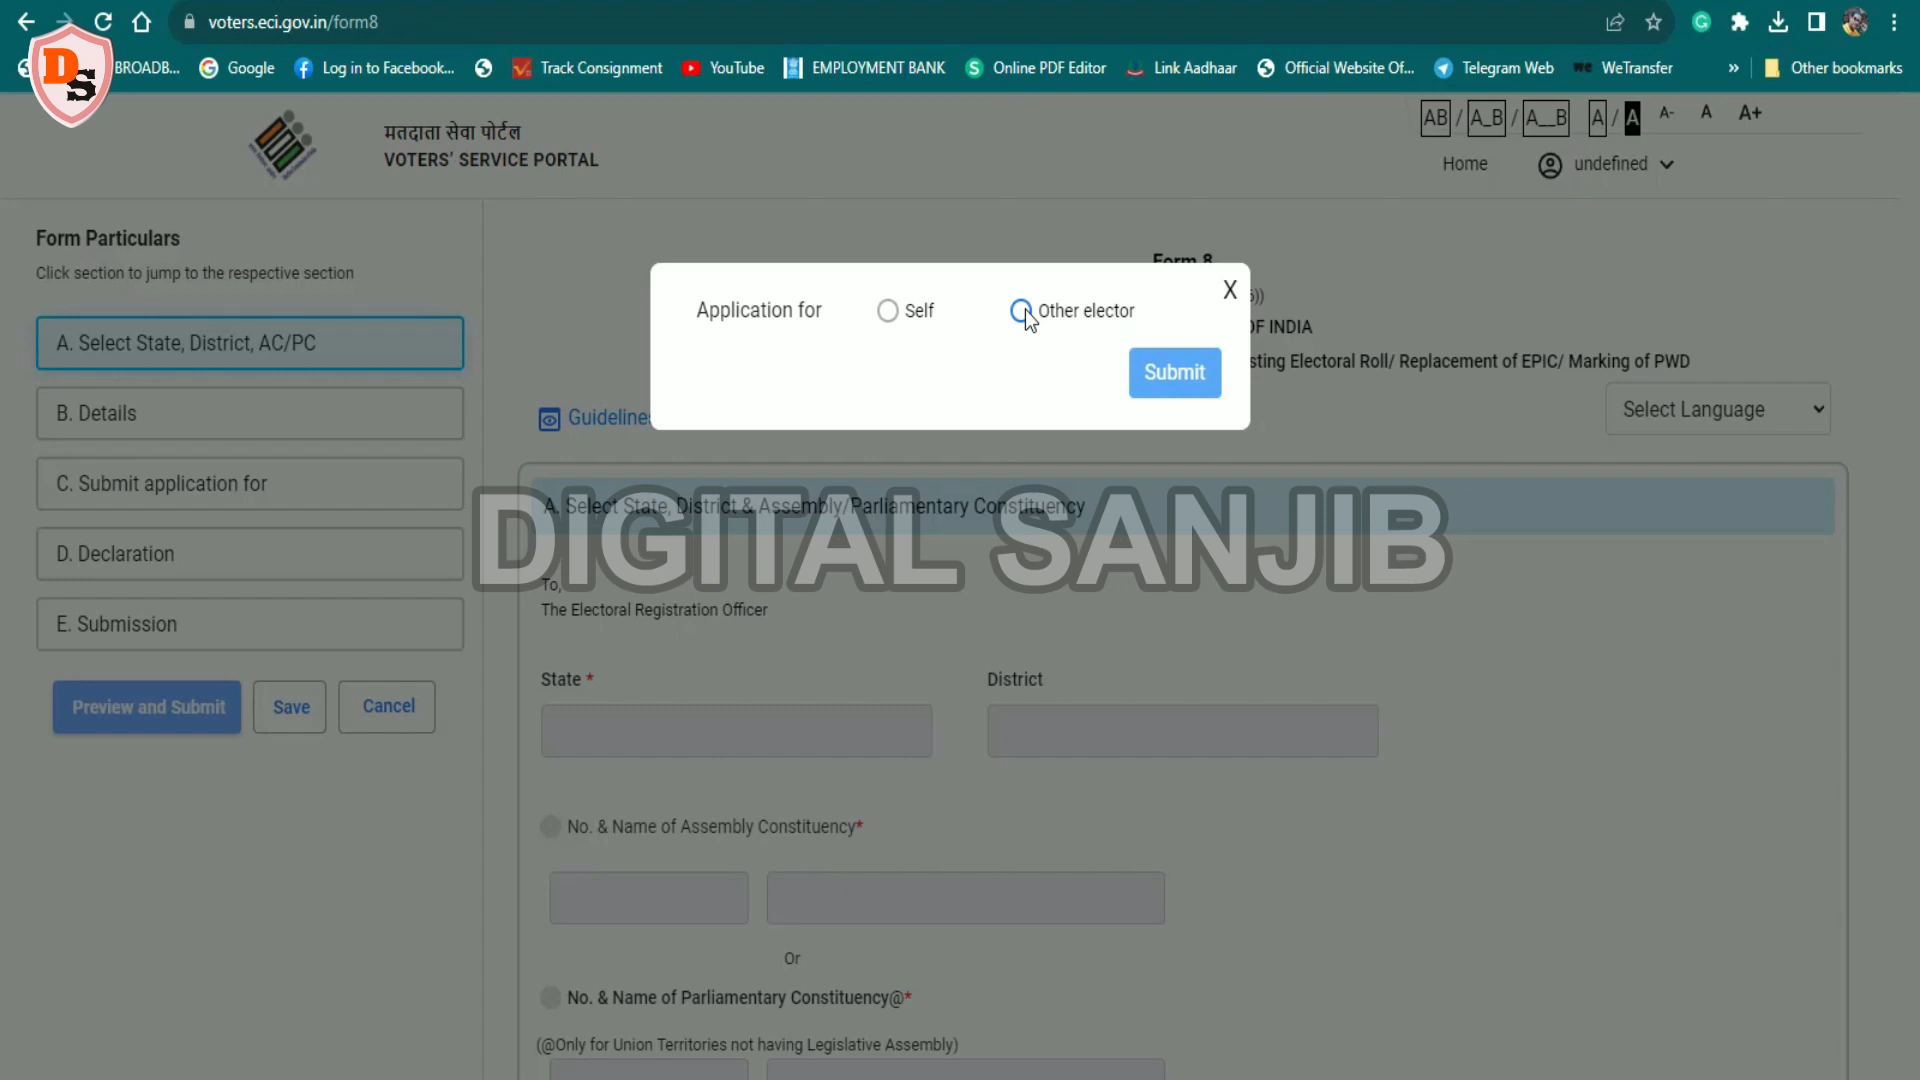 voters.eci.gov.in/form8
DS
BROADB... Google Log in to Facebook... Track Consignment YouTube EMPLOYMENT BANK Online PDF Editor Link Aadhaar Official Website Of... Telegram Web WeTransfer » Other bookmarks
मतदाता सेवा पोर्टल
VOTERS' SERVICE PORTAL
AB / A_B / A__B A / A A- A A+
Home undefined
Form Particulars
Click section to jump to the respective section
A. Select State, District, AC/PC
B. Details
C. Submit application for
D. Declaration
E. Submission
Preview and Submit Save Cancel
Form 8
OF INDIA
sting Electoral Roll/ Replacement of EPIC/ Marking of PWD
X
Application for Self Other elector
Submit
Guidelines
Select Language
A. Select State, District & Assembly/Parliamentary Constituency
DIGITAL SANJIB
To,
The Electoral Registration Officer
State *
District
No. & Name of Assembly Constituency*
Or
No. & Name of Parliamentary Constituency@*
(@Only for Union Territories not having Legislative Assembly)